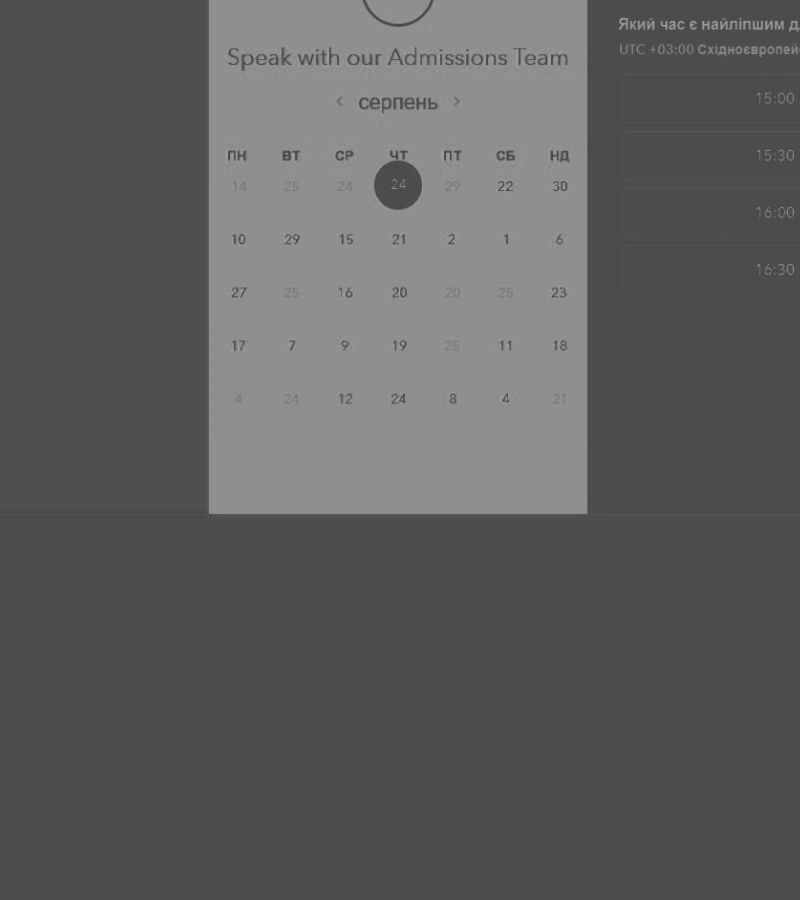 Speak with our Admissions Team
< серпень >
ПН ВТ СР ЧТ ПТ СБ НД
14 25 24 24 29 22 30
10 29 15 21 2 1 6
27 25 16 20 20 25 23
17 7 9 19 25 11 18
4 24 12 24 8 4 21
Який час є найліпшим д
UTC +03:00 Східноєвропей
15:00
15:30
16:00
16:30